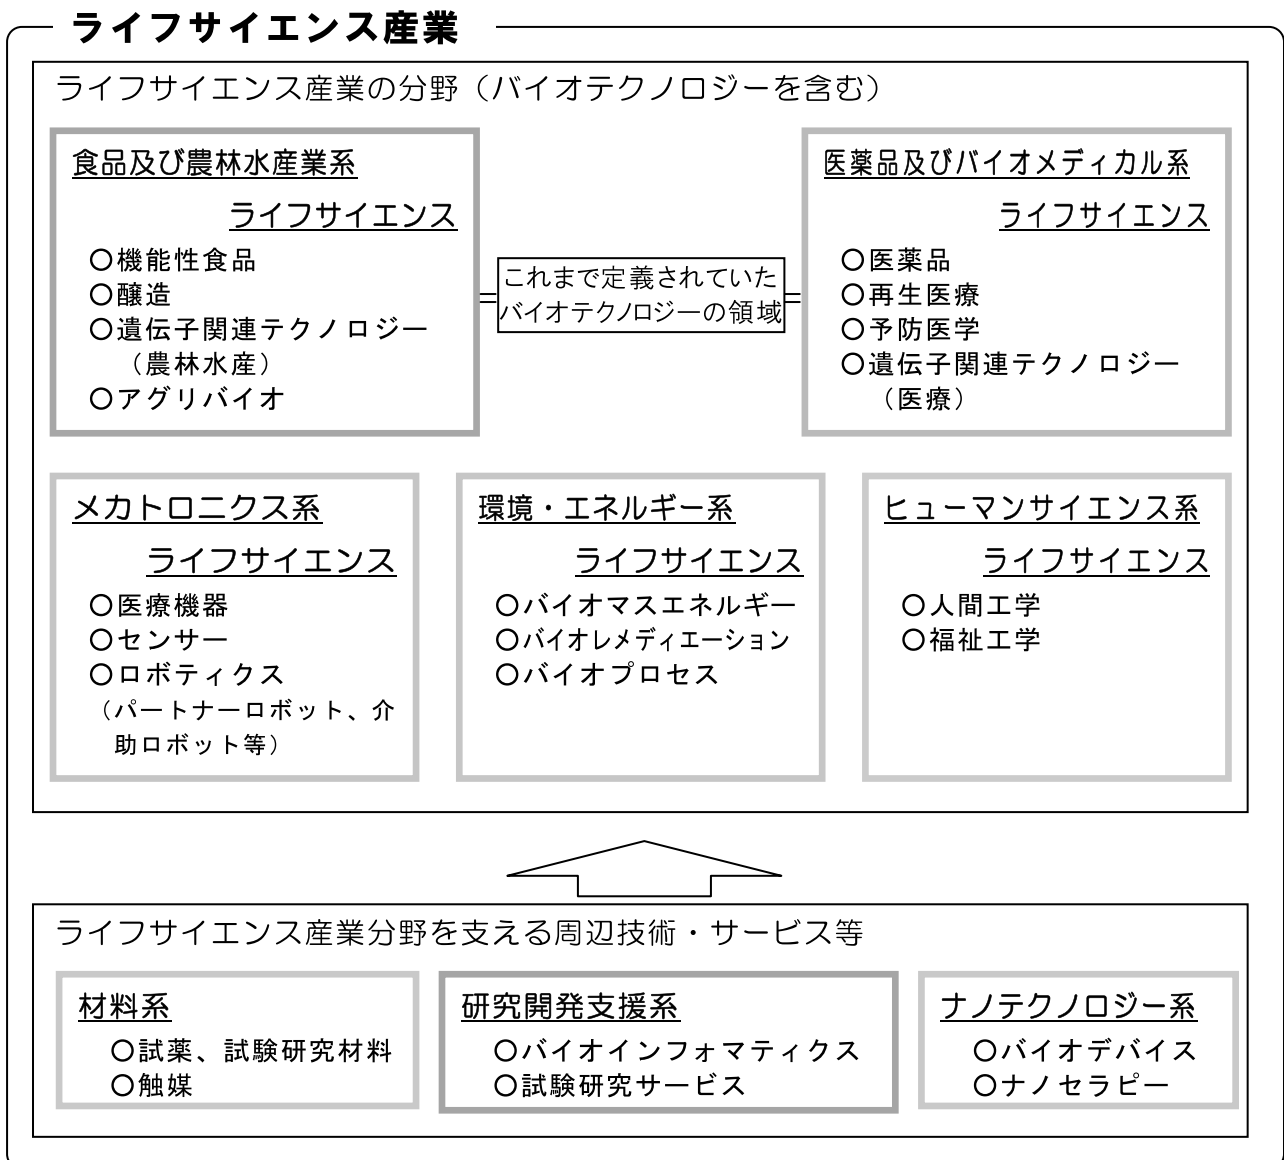 ライフサイエンス産業
ライフサイエンス産業の分野（バイオテクノロジーを含む）
食品及び農林水産業系
ライフサイエンス
○機能性食品
○醸造
○遺伝子関連テクノロジー
（農林水産）
○アグリバイオ
これまで定義されていた
バイオテクノロジーの領域
医薬品及びバイオメディカル系
ライフサイエンス
○医薬品
○再生医療
○予防医学
○遺伝子関連テクノロジー
（医療）
メカトロニクス系
ライフサイエンス
○医療機器
○センサー
○ロボティクス
（パートナーロボット、介
助ロボット等）
環境・エネルギー系
ライフサイエンス
○バイオマスエネルギー
○バイオレメディエーション
○バイオプロセス
ヒューマンサイエンス系
ライフサイエンス
○人間工学
○福祉工学
ライフサイエンス産業分野を支える周辺技術・サービス等
材料系
○試薬、試験研究材料
○触媒
研究開発支援系
○バイオインフォマティクス
○試験研究サービス
ナノテクノロジー系
○バイオデバイス
○ナノセラピー